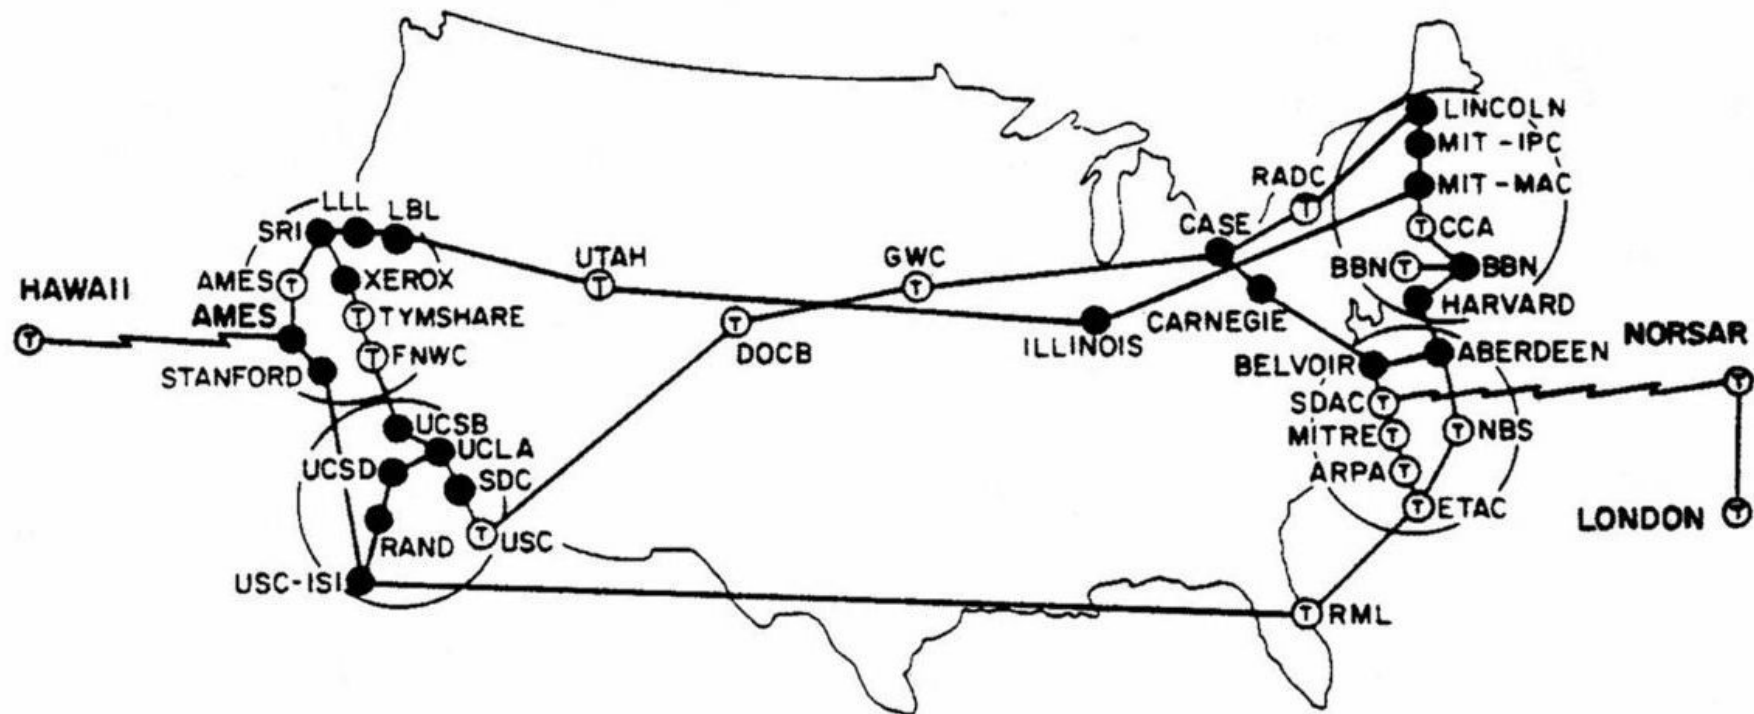 LINCOLN
MIT-IPC
RADC
MIT-MAC
LLL
LBL
SRI
CASE
CCA
UTAH
GWC
BBN
T
BBN
HAWAII
AMES
T
XEROX
T
T
T
T
HARVARD
AMES
T
TYMSHARE
T
CARNEGIE
NORSAR
T
DOCB
ILLINOIS
T
FNWC
BELVOIR
ABERDEEN
STANFORD
SDAC
T
T
UCSB
MITRE
T
T
NBS
UCLA
UCSD
SDC
ARPA
T
T
ETAC
LONDON
T
RAND
T
USC
USC-ISI
T
RML